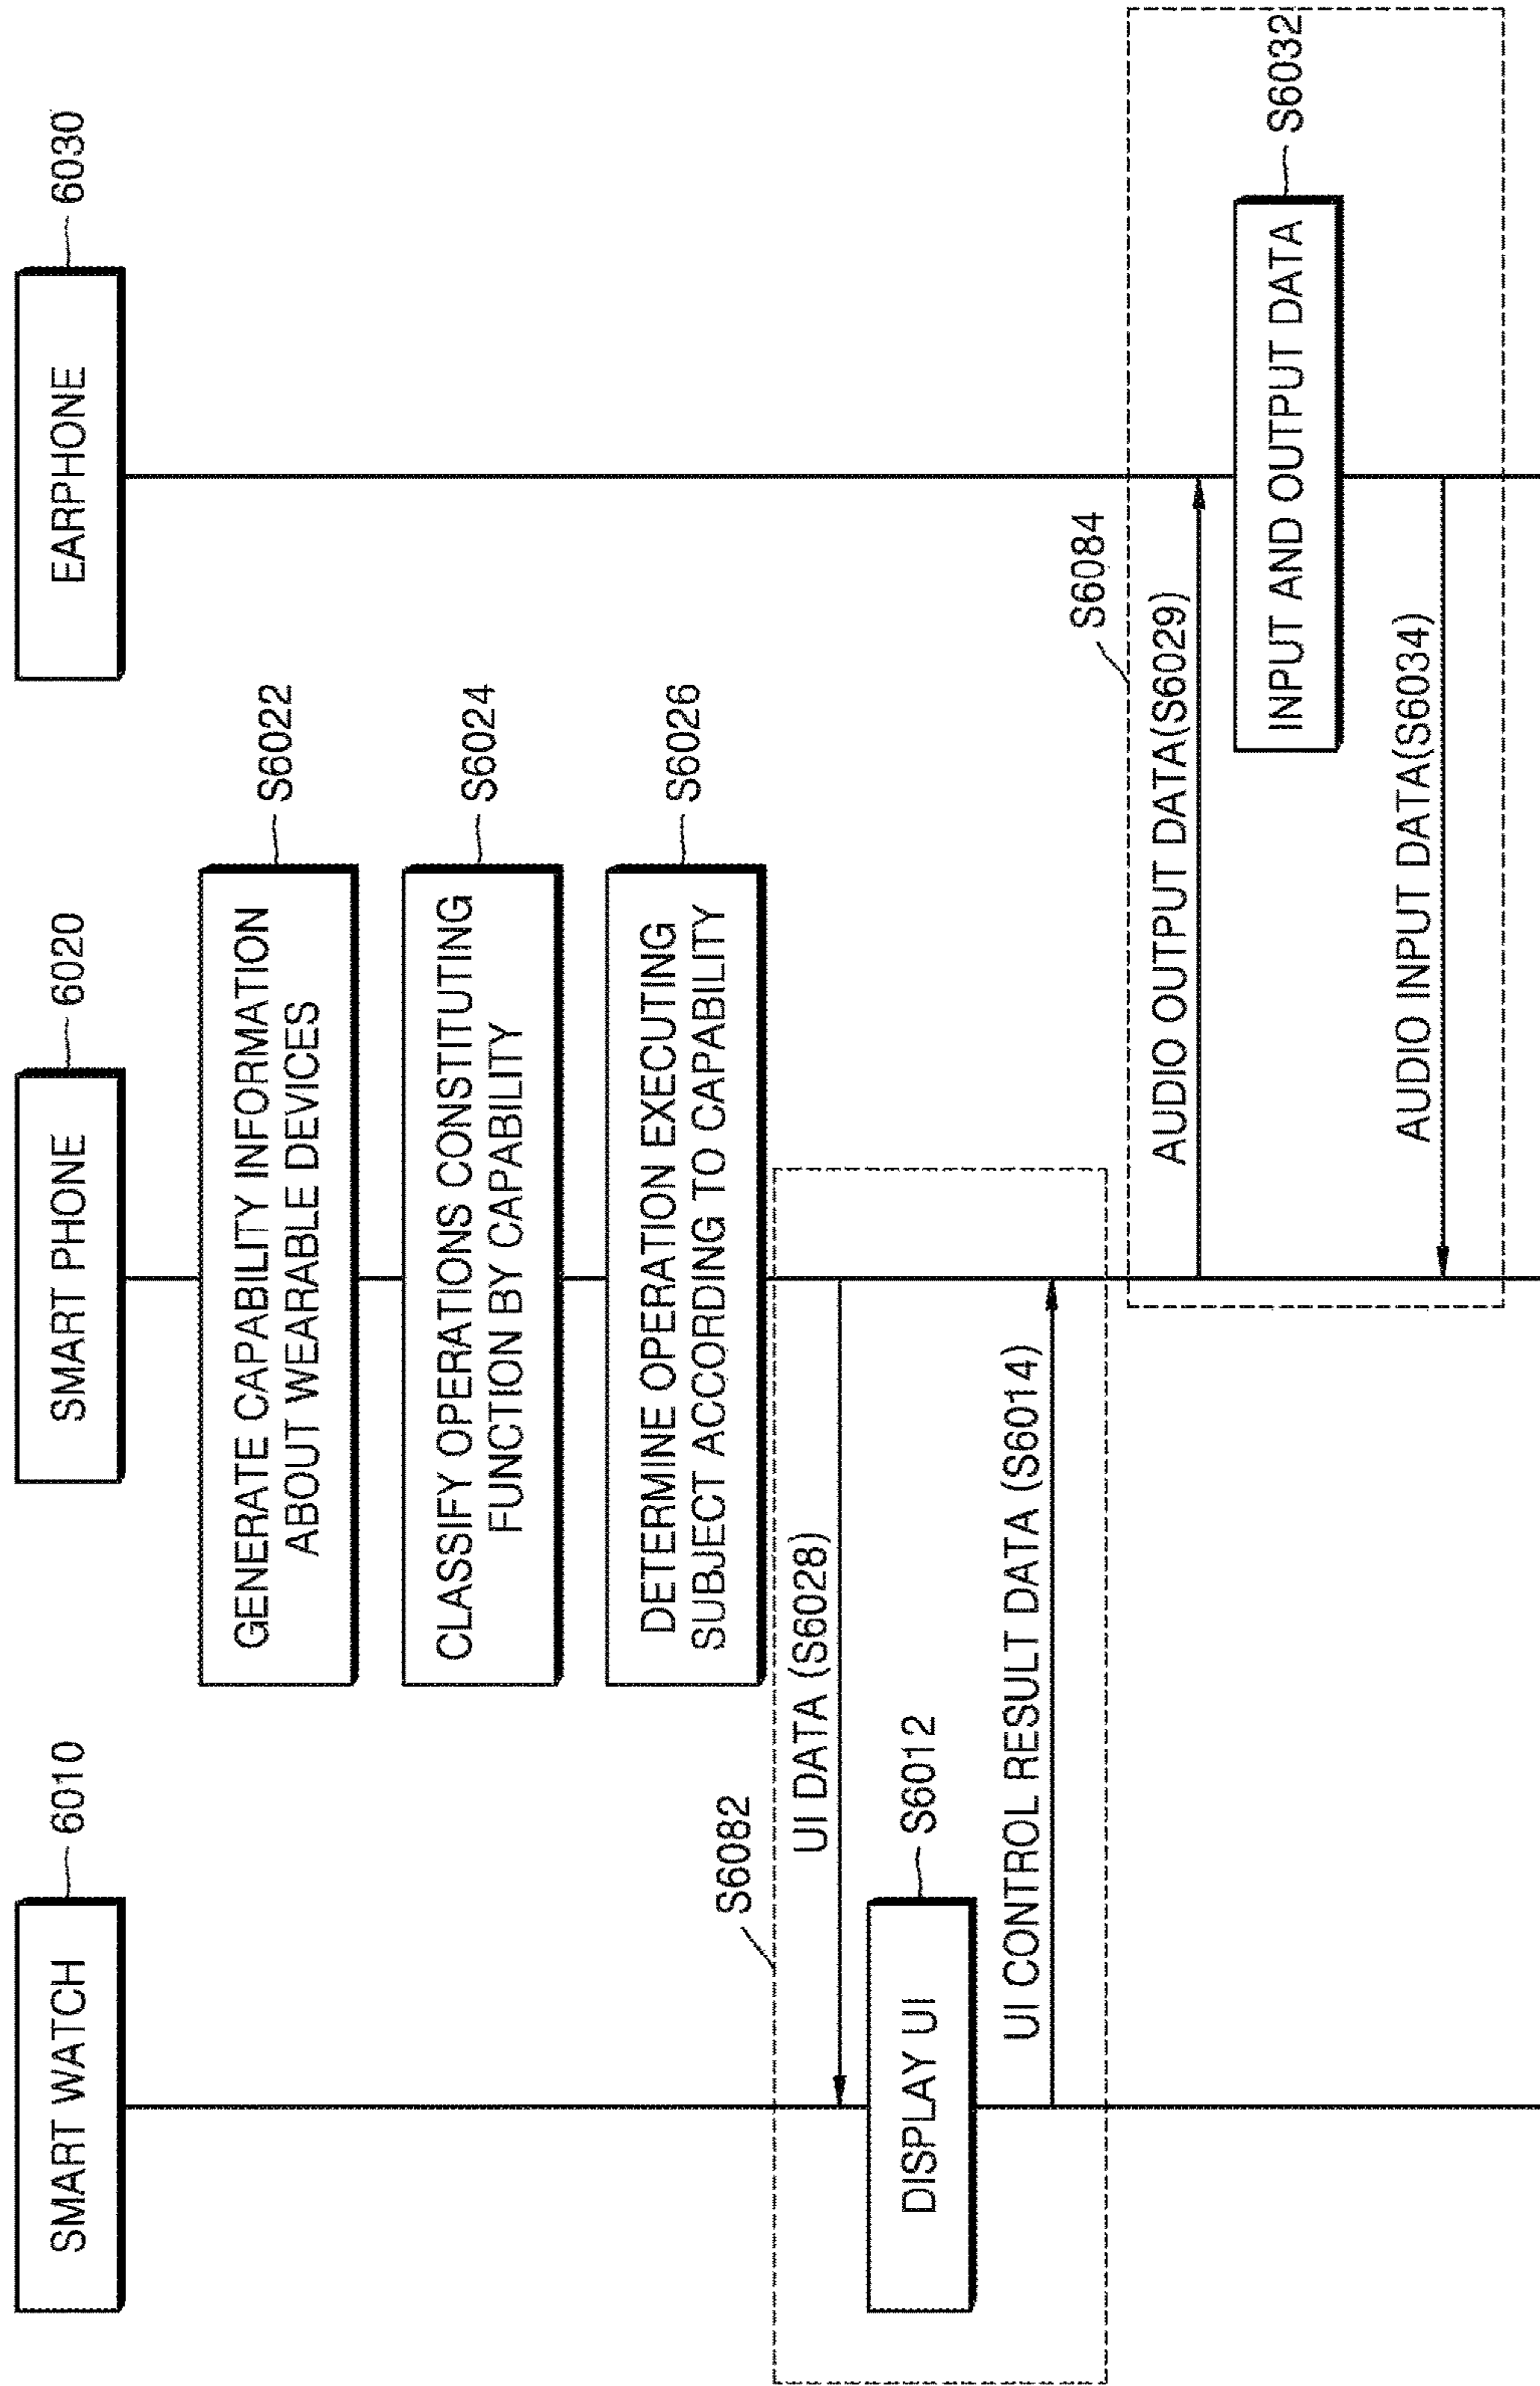 SMART WATCH
6010
SMART PHONE
6020
EARPHONE
6030
GENERATE CAPABILITY INFORMATION
ABOUT WEARABLE DEVICES
S6022
CLASSIFY OPERATIONS CONSTITUTING
FUNCTION BY CAPABILITY
S6024
DETERMINE OPERATION EXECUTING
SUBJECT ACCORDING TO CAPABILITY
S6026
S6082
UI DATA (S6028)
DISPLAY UI
S6012
UI CONTROL RESULT DATA (S6014)
S6084
AUDIO OUTPUT DATA(S6029)
INPUT AND OUTPUT DATA
S6032
AUDIO INPUT DATA(S6034)